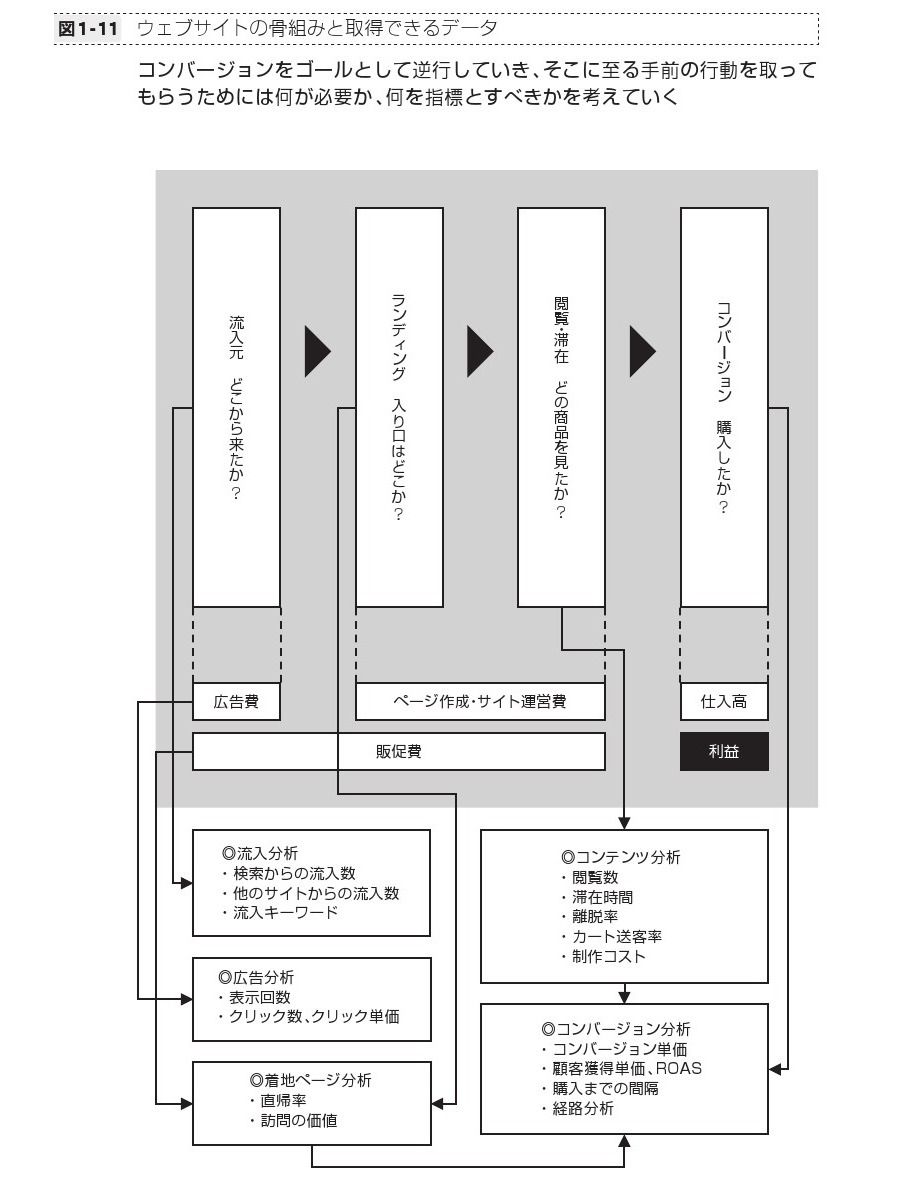 図1-11 ウェブサイトの骨組みと取得できるデータ
コンバージョンをゴールとして逆行していき、そこに至る手前の行動を取って
もらうためには何が必要か、何を指標とすべきかを考えていく
流入元 どこから来たか?
ランディング 入り口はどこか?
閲覧・滞在 どの商品を見たか?
コンバージョン 購入したか?
広告費
ページ作成・サイト運営費
仕入高
販促費
利益
◎流入分析
・検索からの流入数
・他のサイトからの流入数
・流入キーワード
◎広告分析
・表示回数
・クリック数、クリック単価
◎着地ページ分析
・直帰率
・訪問の価値
◎コンテンツ分析
・閲覧数
・滞在時間
・離脱率
・カート送客率
・制作コスト
◎コンバージョン分析
・コンバージョン単価
・顧客獲得単価、ROAS
・購入までの間隔
・経路分析